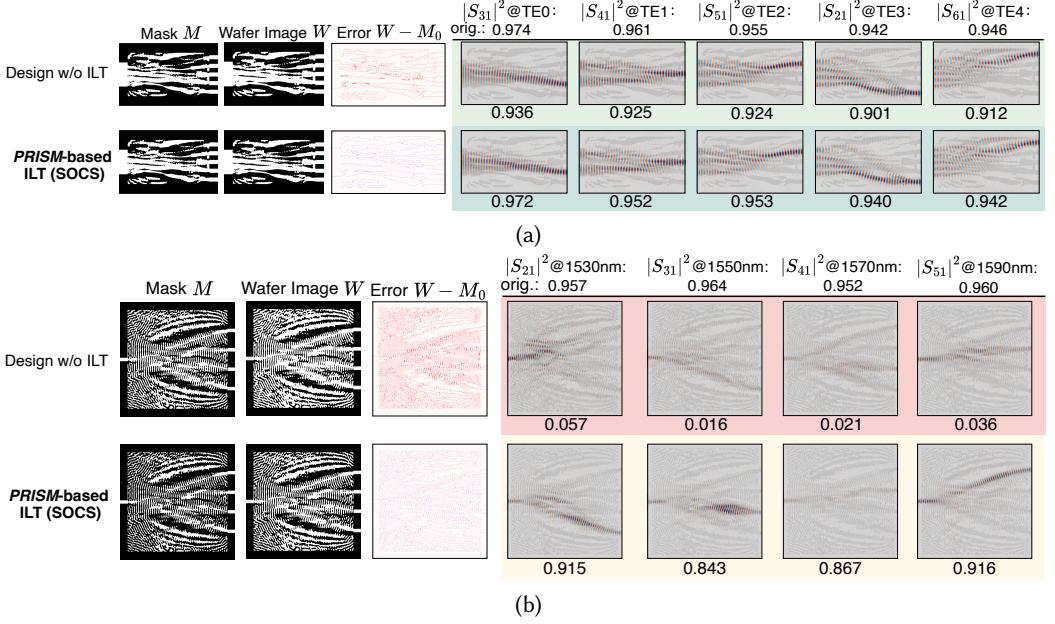 |S₃₁|²@TE0: |S₄₁|²@TE1: |S₅₁|²@TE2: |S₂₁|²@TE3: |S₆₁|²@TE4:
Mask M Wafer Image W Error W − M₀ orig.: 0.974 0.961 0.955 0.942 0.946
Design w/o ILT
0.936 0.925 0.924 0.901 0.912
PRISM-based
ILT (SOCS)
0.972 0.952 0.953 0.940 0.942
(a)
|S₂₁|²@1530nm: |S₃₁|²@1550nm: |S₄₁|²@1570nm: |S₅₁|²@1590nm:
Mask M Wafer Image W Error W − M₀ orig.: 0.957 0.964 0.952 0.960
Design w/o ILT
0.057 0.016 0.021 0.036
PRISM-based
ILT (SOCS)
0.915 0.843 0.867 0.916
(b)